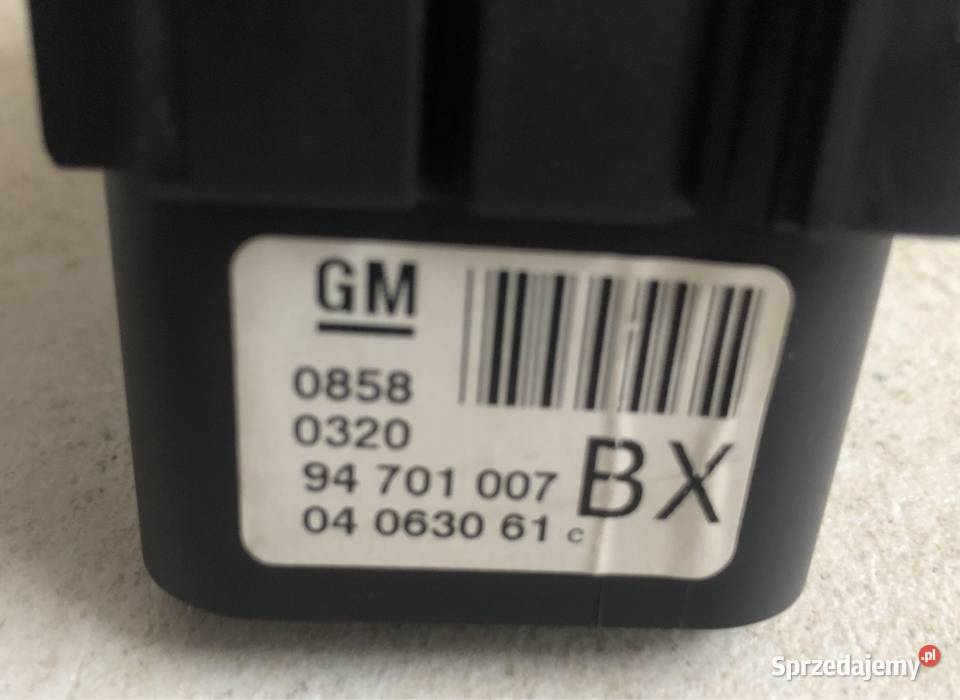 GM
0858
0320
94 701 007
04 0630 61 c
BX
Sprzedajemy.pl